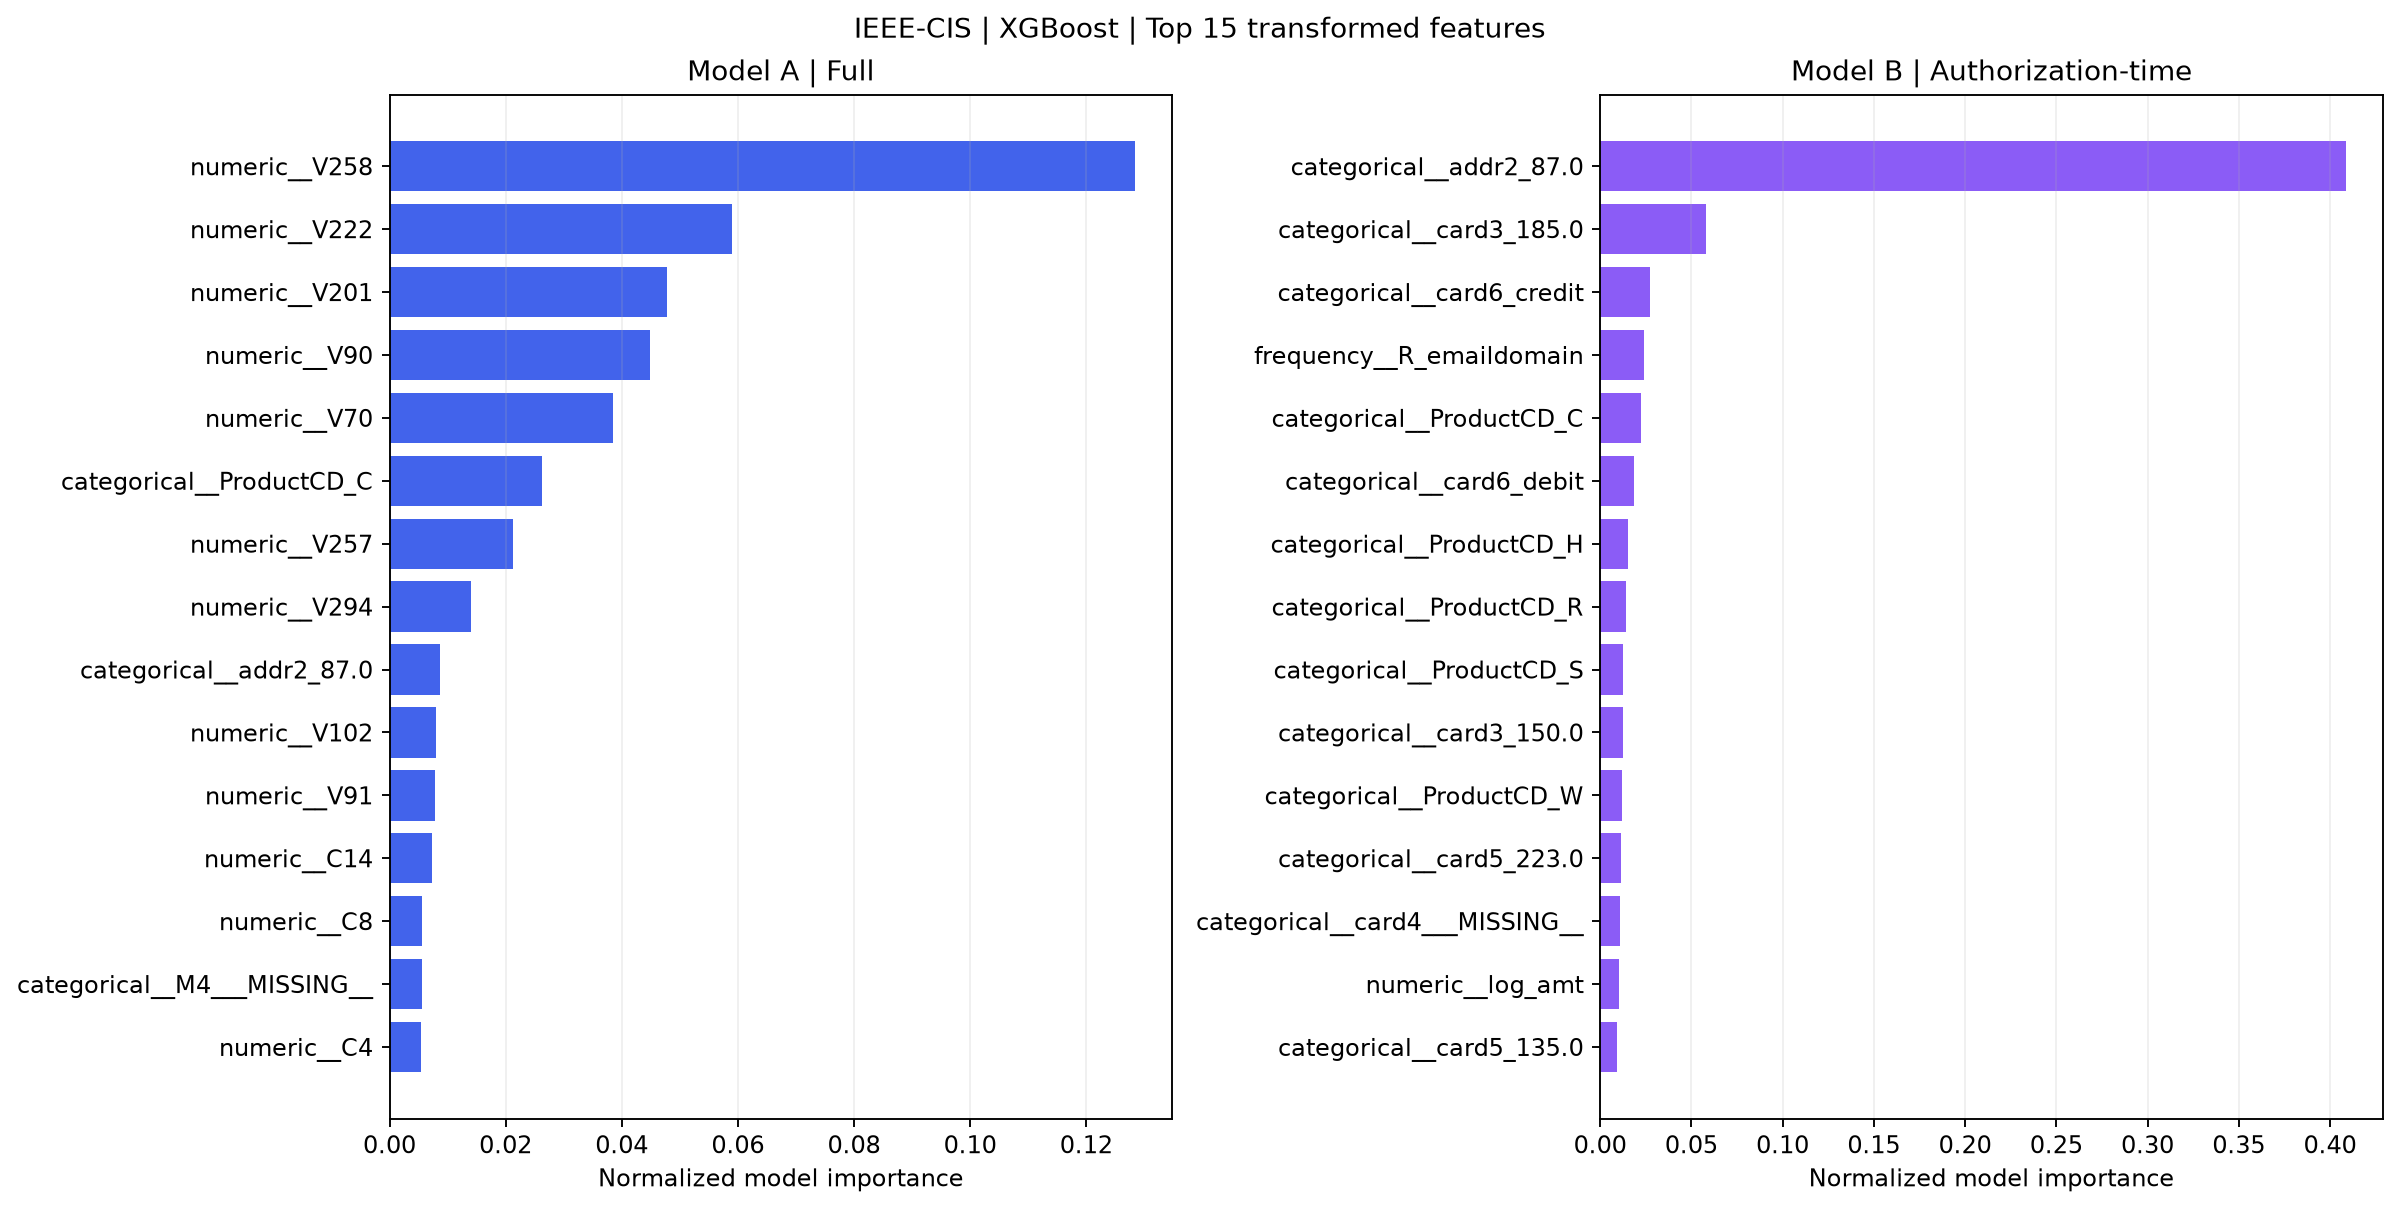 IEEE-CIS | XGBoost | Top 15 transformed features
Model A | Full
numeric__V258
numeric__V222
numeric__V201
numeric__V90
numeric__V70
categorical__ProductCD_C
numeric__V257
numeric__V294
categorical__addr2_87.0
numeric__V102
numeric__V91
numeric__C14
numeric__C8
categorical__M4___MISSING__
numeric__C4
0.00 0.02 0.04 0.06 0.08 0.10 0.12
Normalized model importance
Model B | Authorization-time
categorical__addr2_87.0
categorical__card3_185.0
categorical__card6_credit
frequency__R_emaildomain
categorical__ProductCD_C
categorical__card6_debit
categorical__ProductCD_H
categorical__ProductCD_R
categorical__ProductCD_S
categorical__card3_150.0
categorical__ProductCD_W
categorical__card5_223.0
categorical__card4___MISSING__
numeric__log_amt
categorical__card5_135.0
0.00 0.05 0.10 0.15 0.20 0.25 0.30 0.35 0.40
Normalized model importance